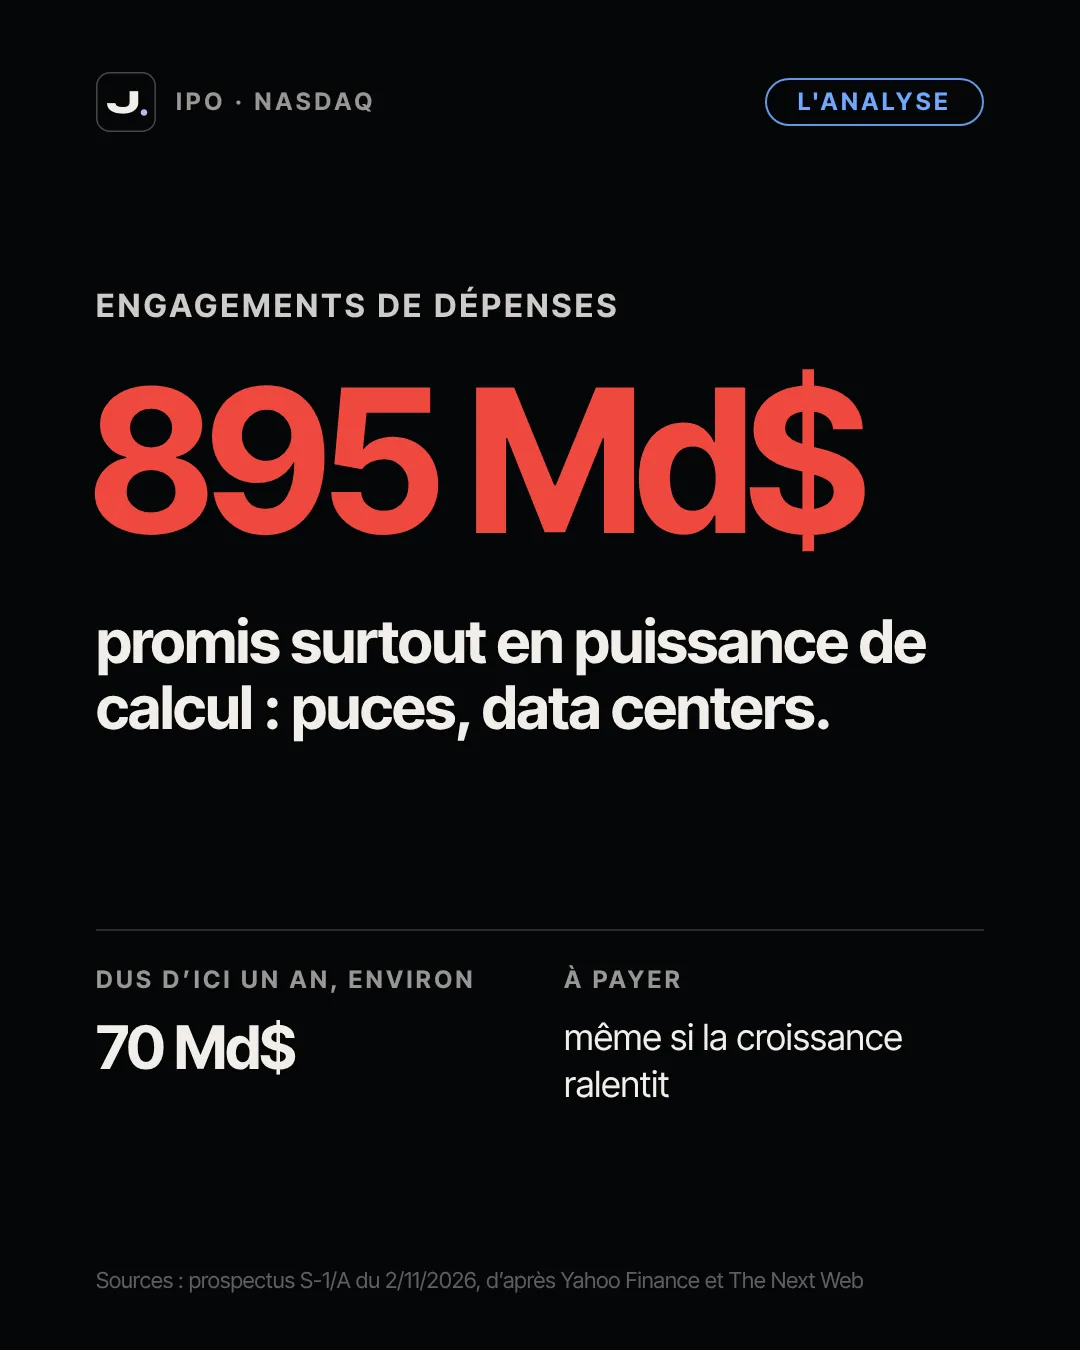 J. IPO · NASDAQ
L'ANALYSE
ENGAGEMENTS DE DÉPENSES
895 Md$
promis surtout en puissance de
calcul : puces, data centers.
DUS D’ICI UN AN, ENVIRON
70 Md$
À PAYER
même si la croissance
ralentit
Sources : prospectus S-1/A du 2/11/2026, d’après Yahoo Finance et The Next Web